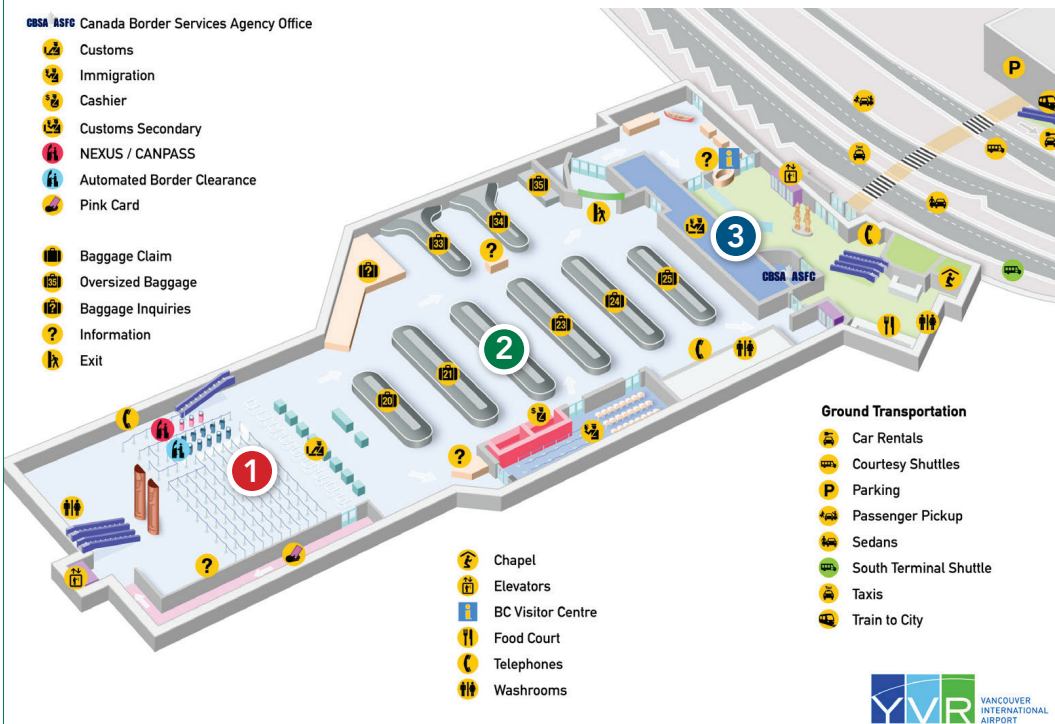 CBSA ASFC Canada Border Services Agency Office
Customs
Immigration
$ Cashier
Customs Secondary
NEXUS / CANPASS
Automated Border Clearance
Pink Card
Baggage Claim
35 Oversized Baggage
? Baggage Inquiries
? Information
Exit
P
Taxi
35
34
33
?
?
?
i
3
CBSA ASFC
25
24
23
2
21
20
$
?
1
?
Ground Transportation
Car Rentals
Courtesy Shuttles
P Parking
Passenger Pickup
Sedans
South Terminal Shuttle
Taxi Taxis
Train to City
Chapel
Elevators
i BC Visitor Centre
Food Court
Telephones
Washrooms
YVR
VANCOUVER
INTERNATIONAL
AIRPORT